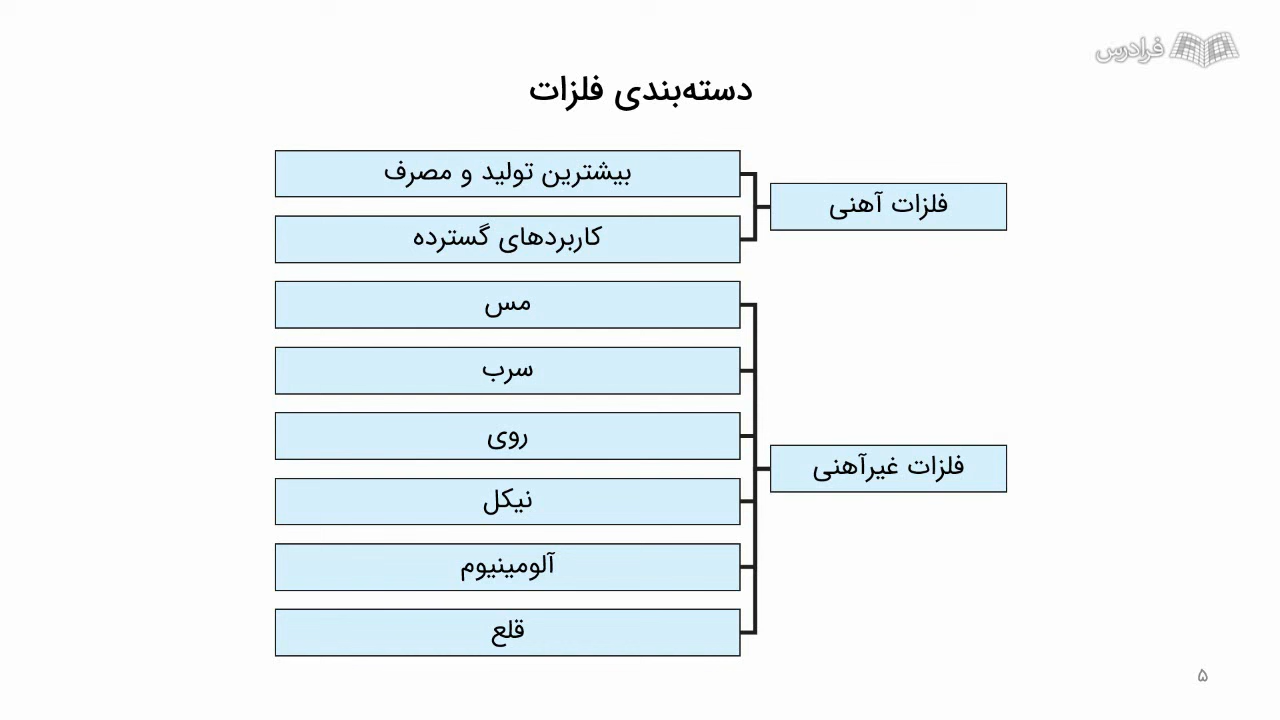 فرادرس
دسته‌بندی فلزات
فلزات آهنی
بیشترین تولید و مصرف
کاربردهای گسترده
فلزات غیرآهنی
مس
سرب
روی
نیکل
آلومینیوم
قلع
۵